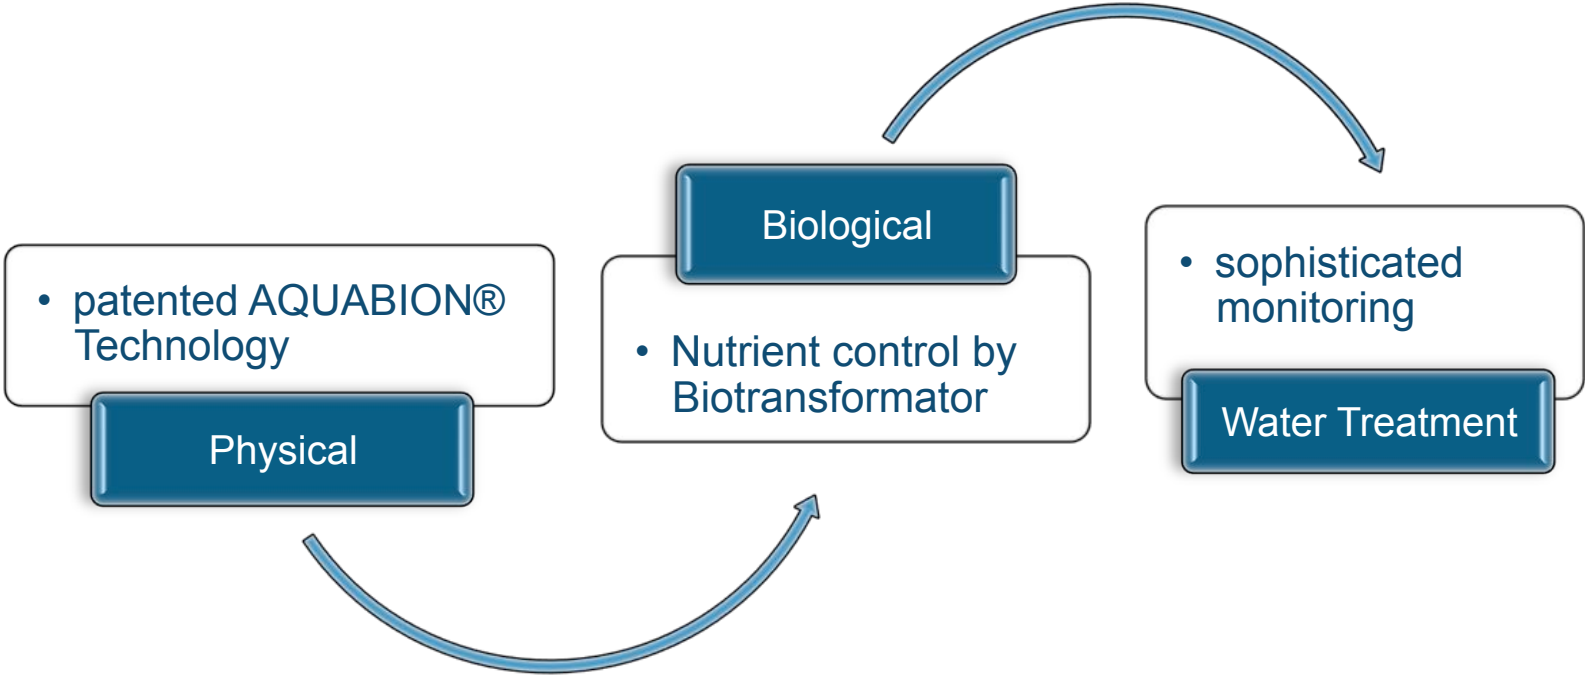 • patented AQUABION®
Technology
Physical
Biological
• Nutrient control by
Biotransformator
• sophisticated
monitoring
Water Treatment